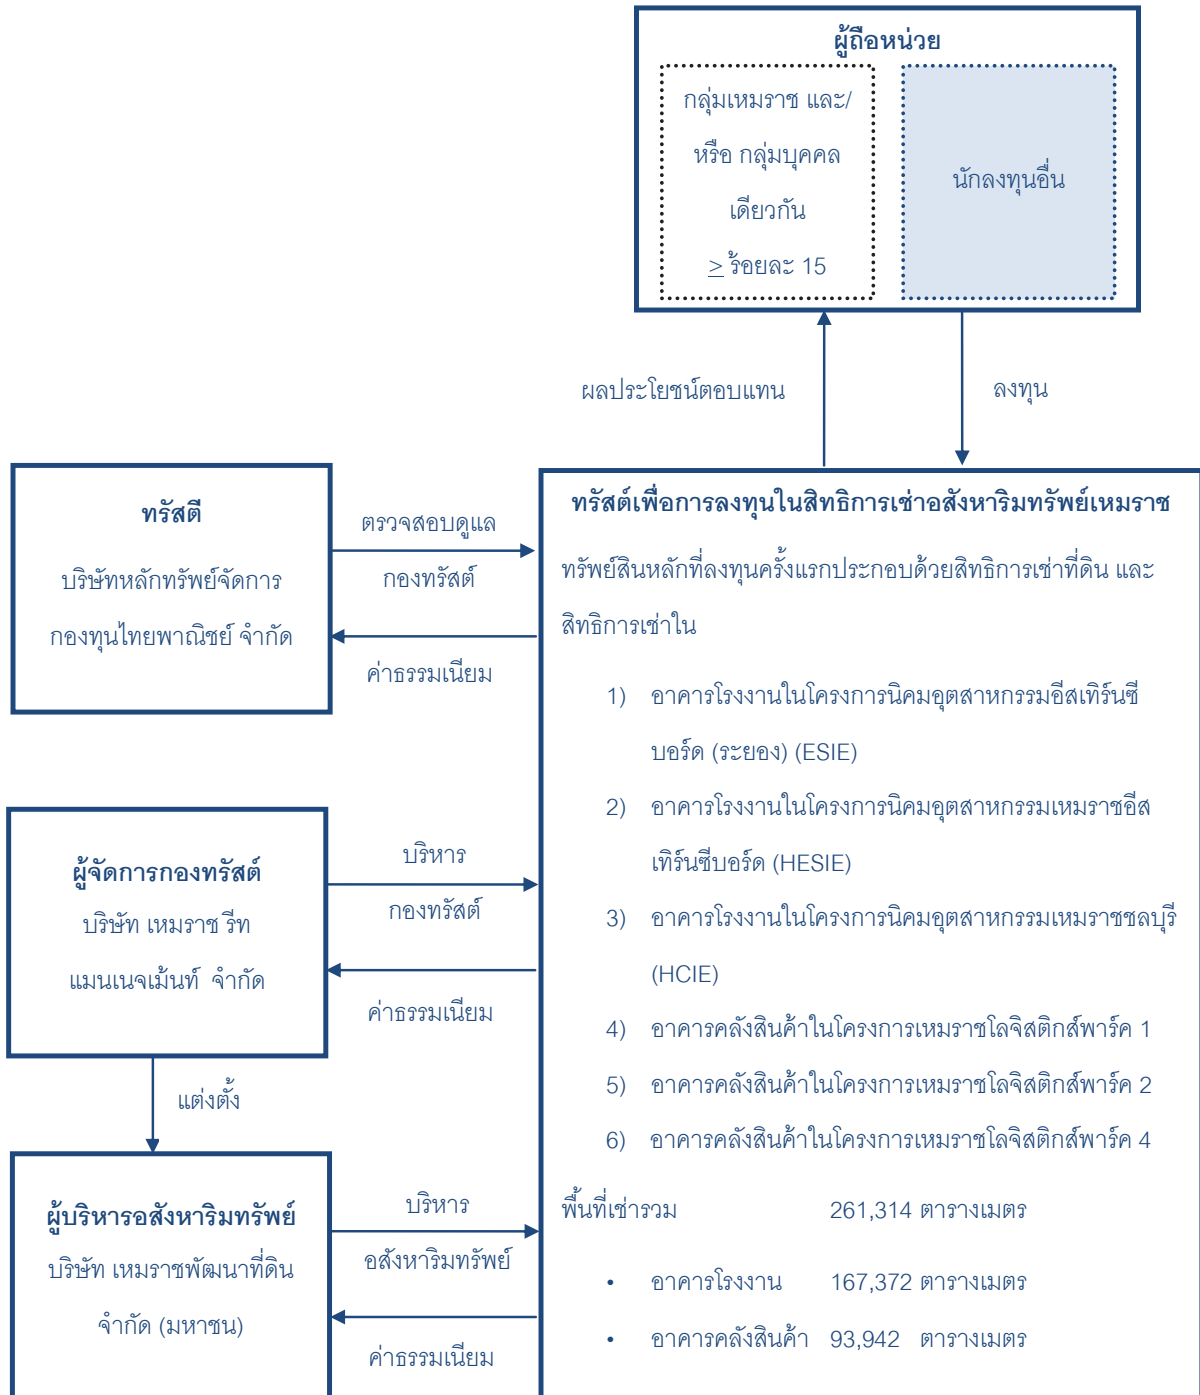 ผู้ถือหน่วย
กลุ่มเหมราช และ/
หรือ กลุ่มบุคคล
เดียวกัน
≥ ร้อยละ 15
นักลงทุนอื่น
ผลประโยชน์ตอบแทน
ลงทุน
ทรัสตี
บริษัทหลักทรัพย์จัดการ
กองทุนไทยพาณิชย์ จำกัด
ตรวจสอบดูแล
กองทรัสต์
ค่าธรรมเนียม
ผู้จัดการกองทรัสต์
บริษัท เหมราช รีท
แมนเนจเม้นท์ จำกัด
บริหาร
กองทรัสต์
ค่าธรรมเนียม
แต่งตั้ง
ผู้บริหารอสังหาริมทรัพย์
บริษัท เหมราชพัฒนาที่ดิน
จำกัด (มหาชน)
บริหาร
อสังหาริมทรัพย์
ค่าธรรมเนียม
ทรัสต์เพื่อการลงทุนในสิทธิการเช่าอสังหาริมทรัพย์เหมราช
ทรัพย์สินหลักที่ลงทุนครั้งแรกประกอบด้วยสิทธิการเช่าที่ดิน และ
สิทธิการเช่าใน
1) อาคารโรงงานในโครงการนิคมอุตสาหกรรมอีสเทิร์นซี
บอร์ด (ระยอง) (ESIE)
2) อาคารโรงงานในโครงการนิคมอุตสาหกรรมเหมราชอีส
เทิร์นซีบอร์ด (HESIE)
3) อาคารโรงงานในโครงการนิคมอุตสาหกรรมเหมราชชลบุรี
(HCIE)
4) อาคารคลังสินค้าในโครงการเหมราชโลจิสติกส์พาร์ค 1
5) อาคารคลังสินค้าในโครงการเหมราชโลจิสติกส์พาร์ค 2
6) อาคารคลังสินค้าในโครงการเหมราชโลจิสติกส์พาร์ค 4
พื้นที่เช่ารวม 261,314 ตารางเมตร
• อาคารโรงงาน 167,372 ตารางเมตร
• อาคารคลังสินค้า 93,942 ตารางเมตร